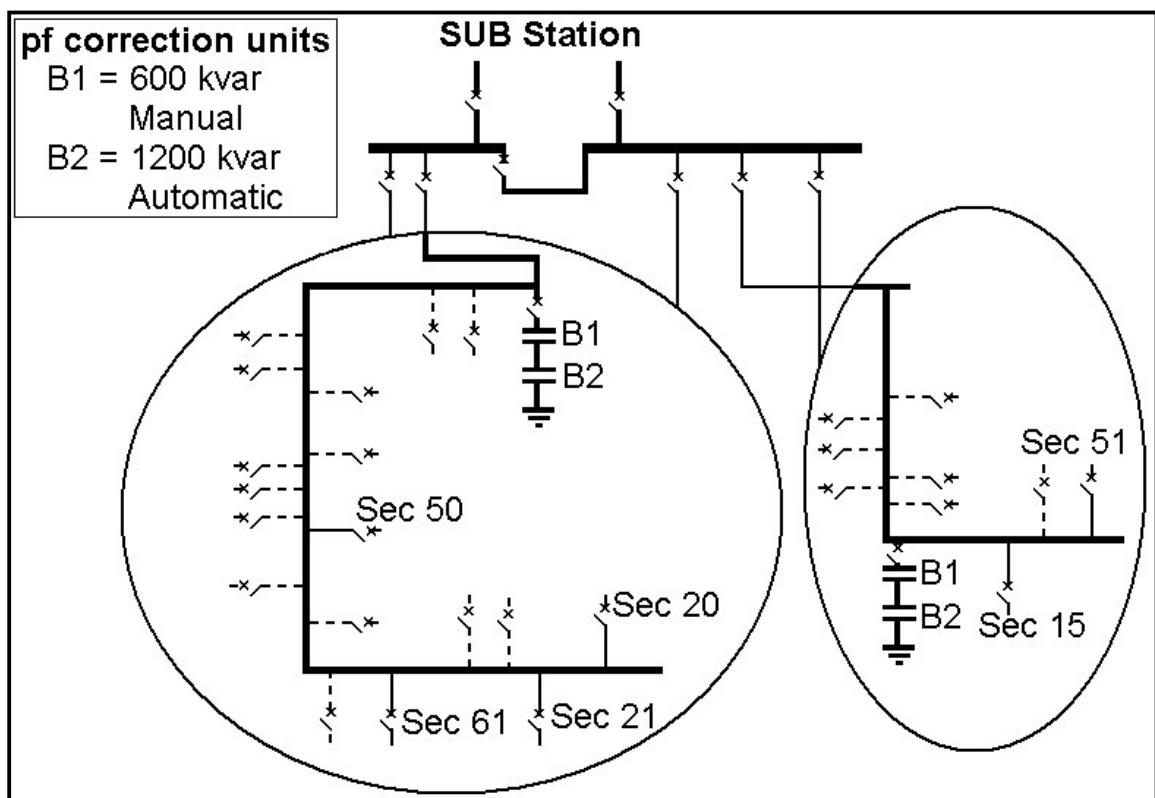 pf correction units
B1 = 600 kvar
Manual
B2 = 1200 kvar
Automatic
SUB Station
B1
B2
Sec 50
Sec 20
Sec 61
Sec 21
Sec 51
B1
B2
Sec 15